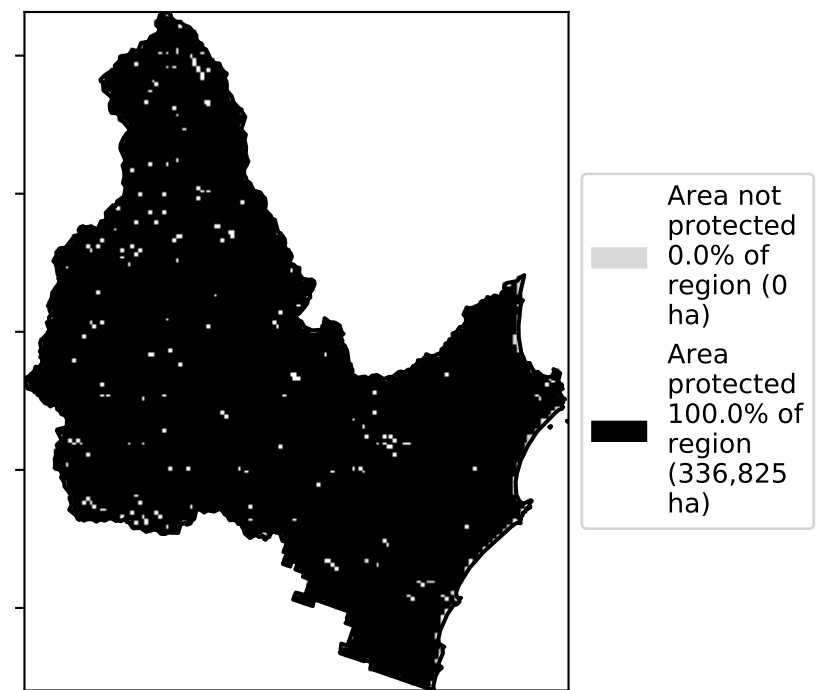 Area not
protected
0.0% of
region (0
ha)
Area
protected
100.0% of
region
(336,825
ha)